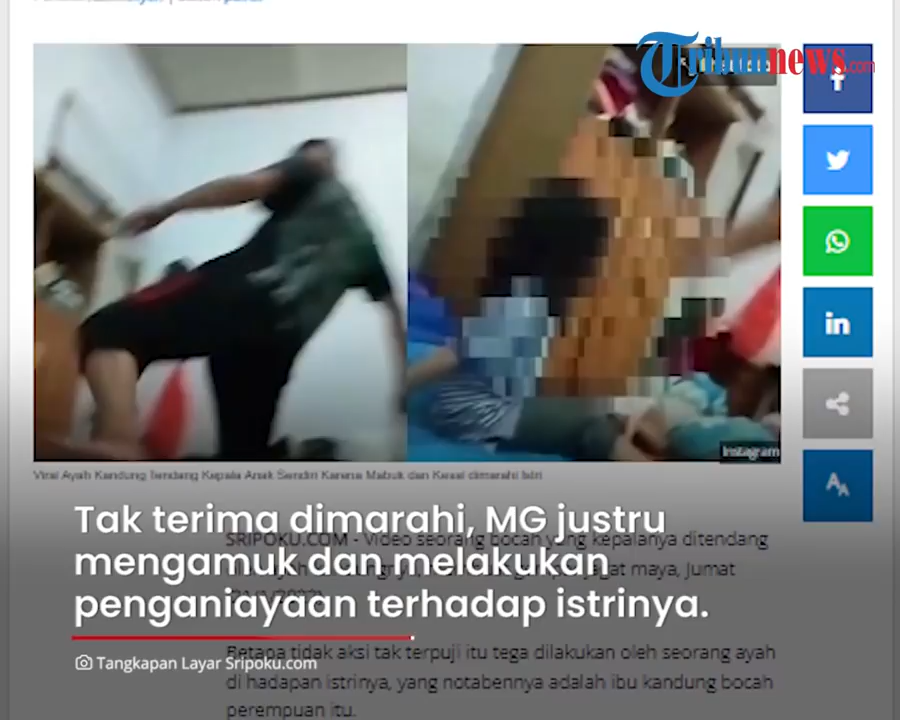 Tribunnews.com
Instagram
Viral Ayah Kandung Tendang Kepala Anak Sendiri Karena Mabuk dan Kesal dimarahi Istri
Tak terima dimarahi, MG justru
mengamuk dan melakukan
penganiayaan terhadap istrinya.
SRIPOKU.COM - Video seorang bocah yang kepalanya ditendang
jagat maya, Jumat
Tangkapan Layar Sripoku.com
Betapa tidak aksi tak terpuji itu tega dilakukan oleh seorang ayah
di hadapan istrinya, yang notabennya adalah ibu kandung bocah
perempuan itu.